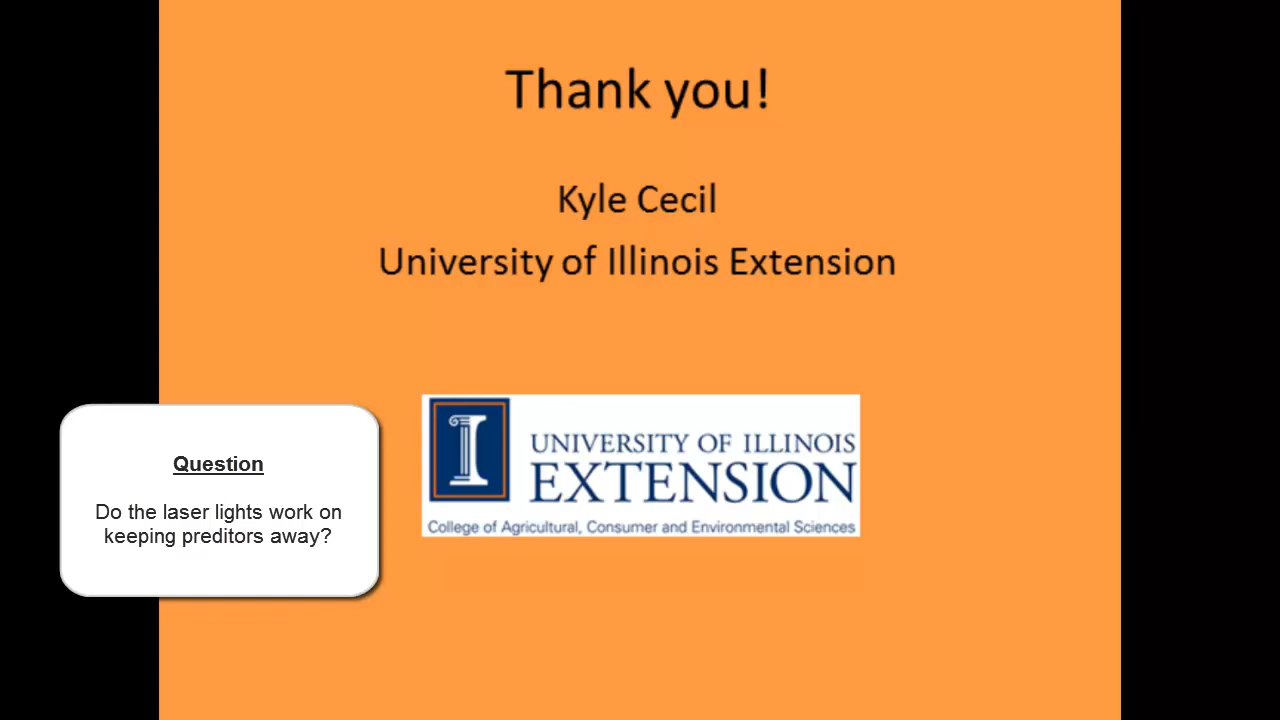 Thank you!
Kyle Cecil
University of Illinois Extension
UNIVERSITY OF ILLINOIS
EXTENSION
College of Agricultural, Consumer and Environmental Sciences
Question
Do the laser lights work on
keeping preditors away?